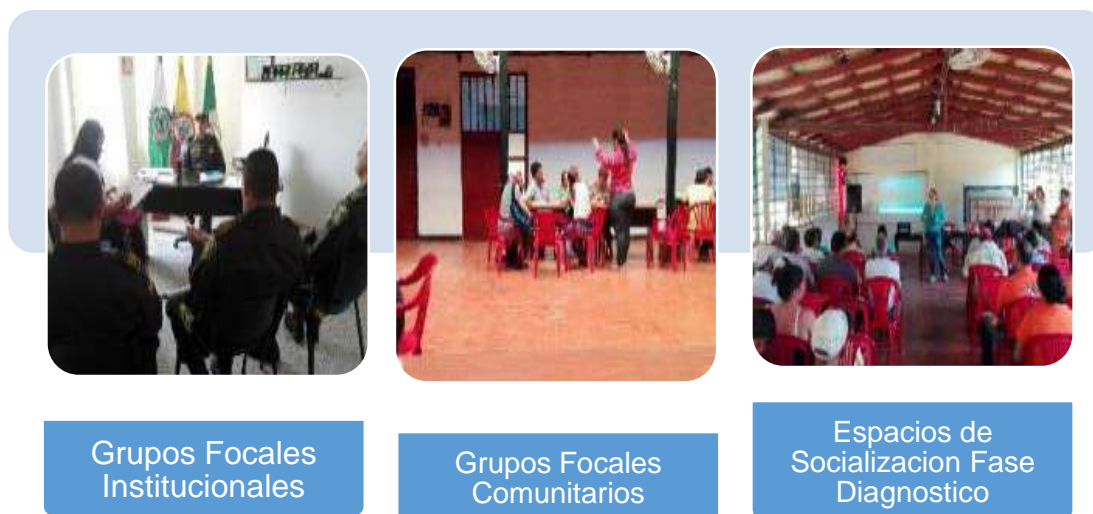 Grupos Focales
Institucionales
Grupos Focales
Comunitarios
Espacios de
Socializacion Fase
Diagnostico